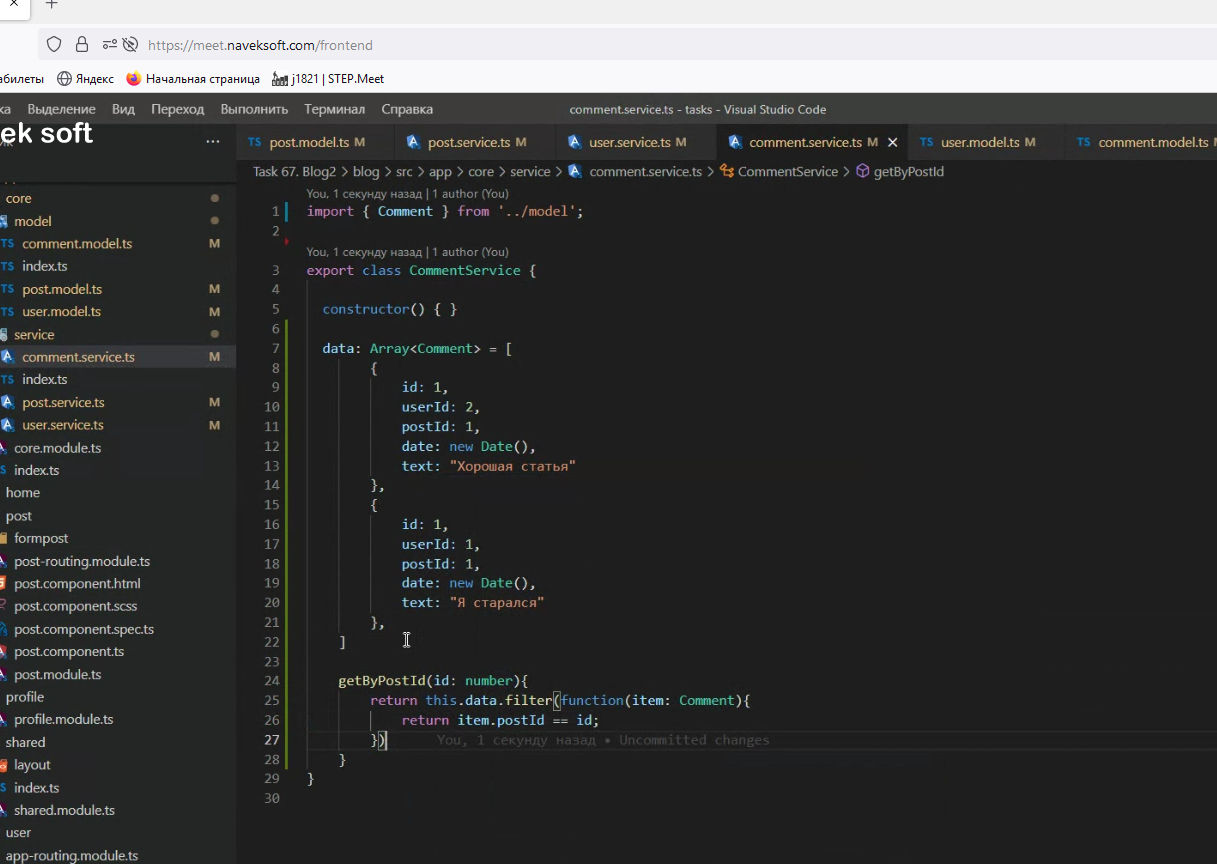 https://meet.naveksoft.com/frontend
абилеты Яндекс Начальная страница j1821 | STEP.Meet
ка Выделение Вид Переход Выполнить Терминал Справка comment.service.ts - tasks - Visual Studio Code
ek soft
TS post.model.ts M post.service.ts M user.service.ts M comment.service.ts M TS user.model.ts M TS comment.model.ts M
Task 67. Blog2 > blog > src > app > core > service > comment.service.ts > CommentService > getByPostId
core
model
TS comment.model.ts M
TS index.ts
TS post.model.ts M
TS user.model.ts M
service
comment.service.ts M
TS index.ts
post.service.ts M
user.service.ts M
core.module.ts
S index.ts
home
post
formpost
post-routing.module.ts
post.component.html
post.component.scss
post.component.spec.ts
post.component.ts
post.module.ts
profile
profile.module.ts
shared
layout
S index.ts
shared.module.ts
user
app-routing.module.ts
You, 1 секунду назад | 1 author (You)
1 import { Comment } from '../model';
2
You, 1 секунду назад | 1 author (You)
3 export class CommentService {
4
5 constructor() { }
6
7 data: Array<Comment> = [
8 {
9 id: 1,
10 userId: 2,
11 postId: 1,
12 date: new Date(),
13 text: "Хорошая статья"
14 },
15 {
16 id: 1,
17 userId: 1,
18 postId: 1,
19 date: new Date(),
20 text: "Я старался"
21 },
22 ]
23
24 getByPostId(id: number){
25 return this.data.filter(function(item: Comment){
26 return item.postId == id;
27 }) You, 1 секунду назад • Uncommitted changes
28 }
29 }
30